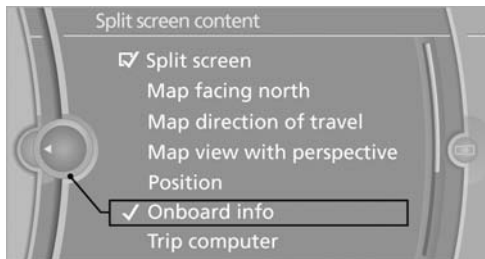 Split screen content
Split screen
Map facing north
Map direction of travel
Map view with perspective
Position
Onboard info
Trip computer